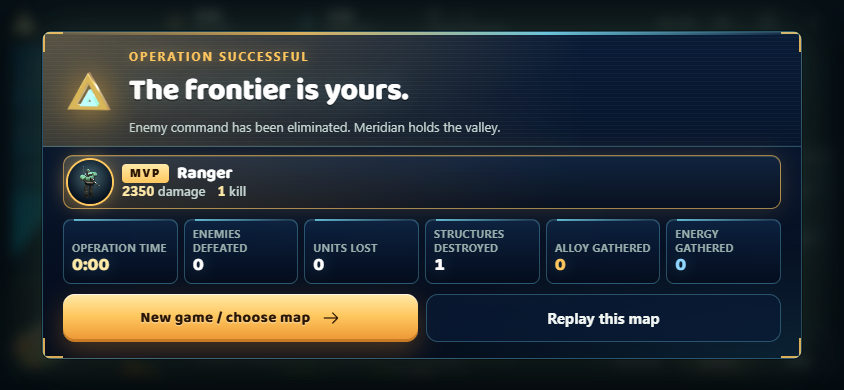 OPERATION SUCCESSFUL
The frontier is yours.
Enemy command has been eliminated. Meridian holds the valley.
MVP Ranger
2350 damage 1 kill
OPERATION TIME
0:00
ENEMIES
DEFEATED
0
UNITS LOST
0
STRUCTURES
DESTROYED
1
ALLOY GATHERED
0
ENERGY
GATHERED
0
New game / choose map →
Replay this map